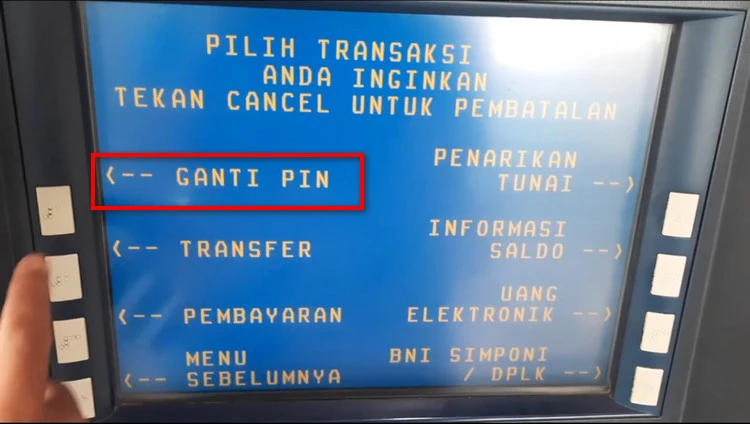 PILIH TRANSAKSI
ANDA INGINKAN
TEKAN CANCEL UNTUK PEMBATALAN
<-- GANTI PIN
PENARIKAN
TUNAI -->
<-- TRANSFER
INFORMASI
SALDO -->
<-- PEMBAYARAN
UANG
ELEKTRONIK -->
MENU
<-- SEBELUMNYA
BNI SIMPONI
/ DPLK -->